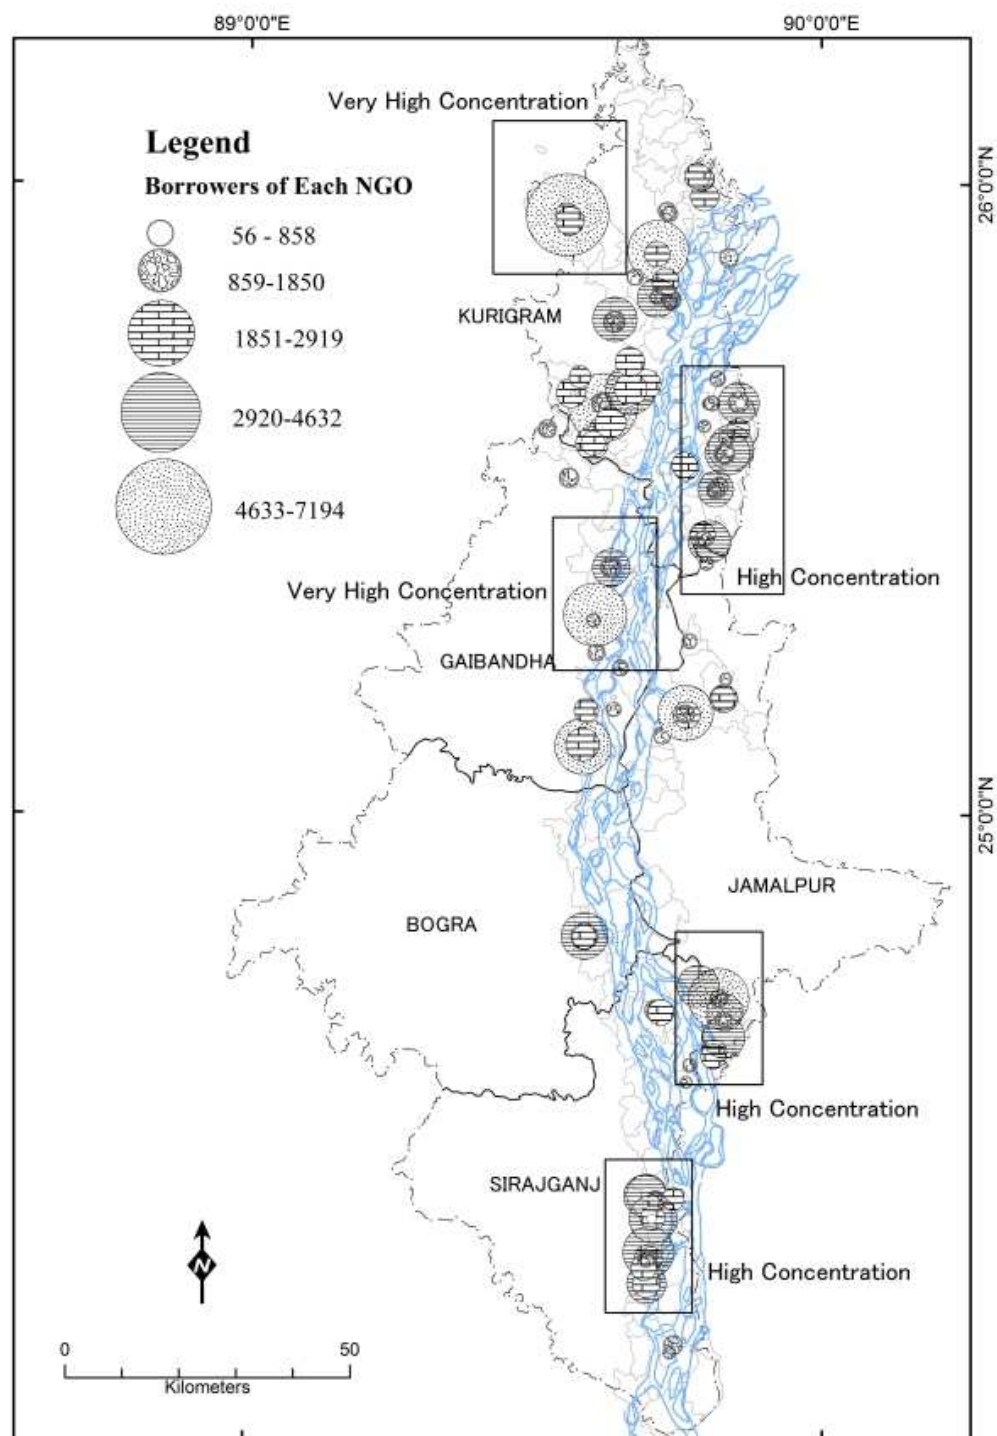 89°0'0"E
90°0'0"E
Very High Concentration
Legend
Borrowers of Each NGO
56 - 858
859-1850
1851-2919
2920-4632
4633-7194
26°0'0"N
KURIGRAM
High Concentration
Very High Concentration
GAIBANDHA
25°0'0"N
JAMALPUR
BOGRA
High Concentration
SIRAJGANJ
High Concentration
N
0
50
Kilometers